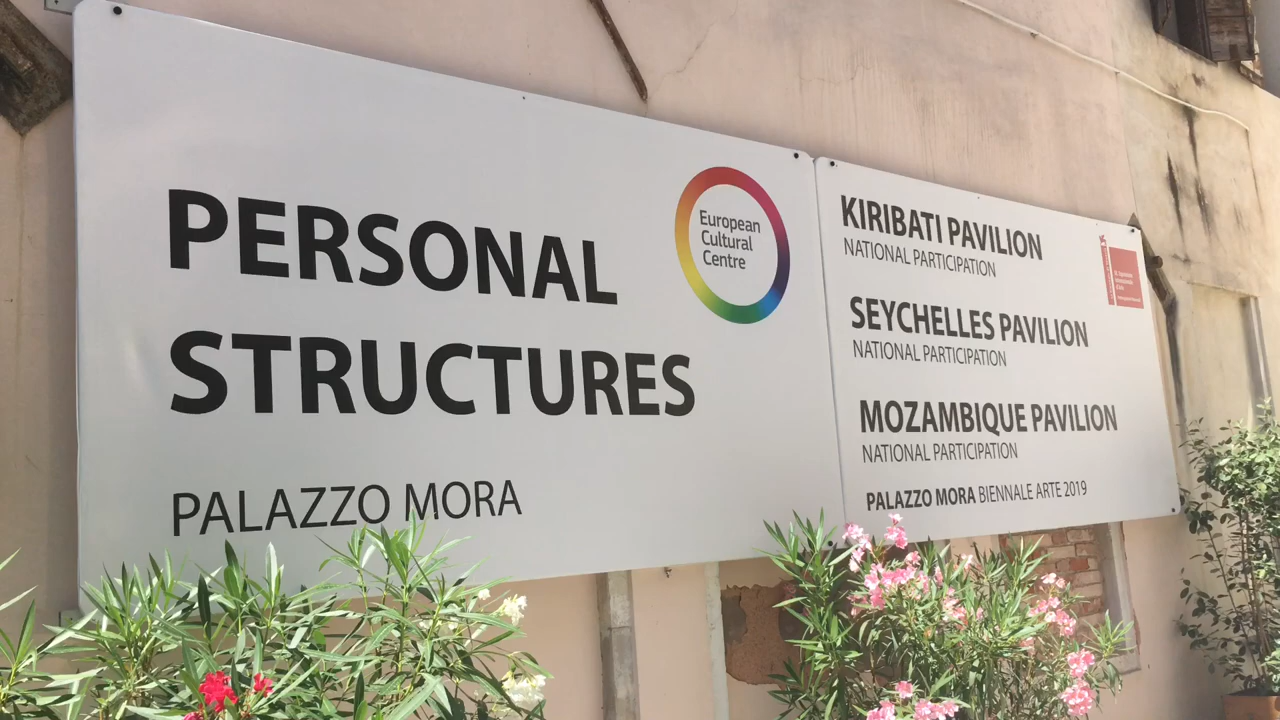 PERSONAL
STRUCTURES
PALAZZO MORA
European
Cultural
Centre
KIRIBATI PAVILION
NATIONAL PARTICIPATION
SEYCHELLES PAVILION
NATIONAL PARTICIPATION
MOZAMBIQUE PAVILION
NATIONAL PARTICIPATION
PALAZZO MORA BIENNALE ARTE 2019